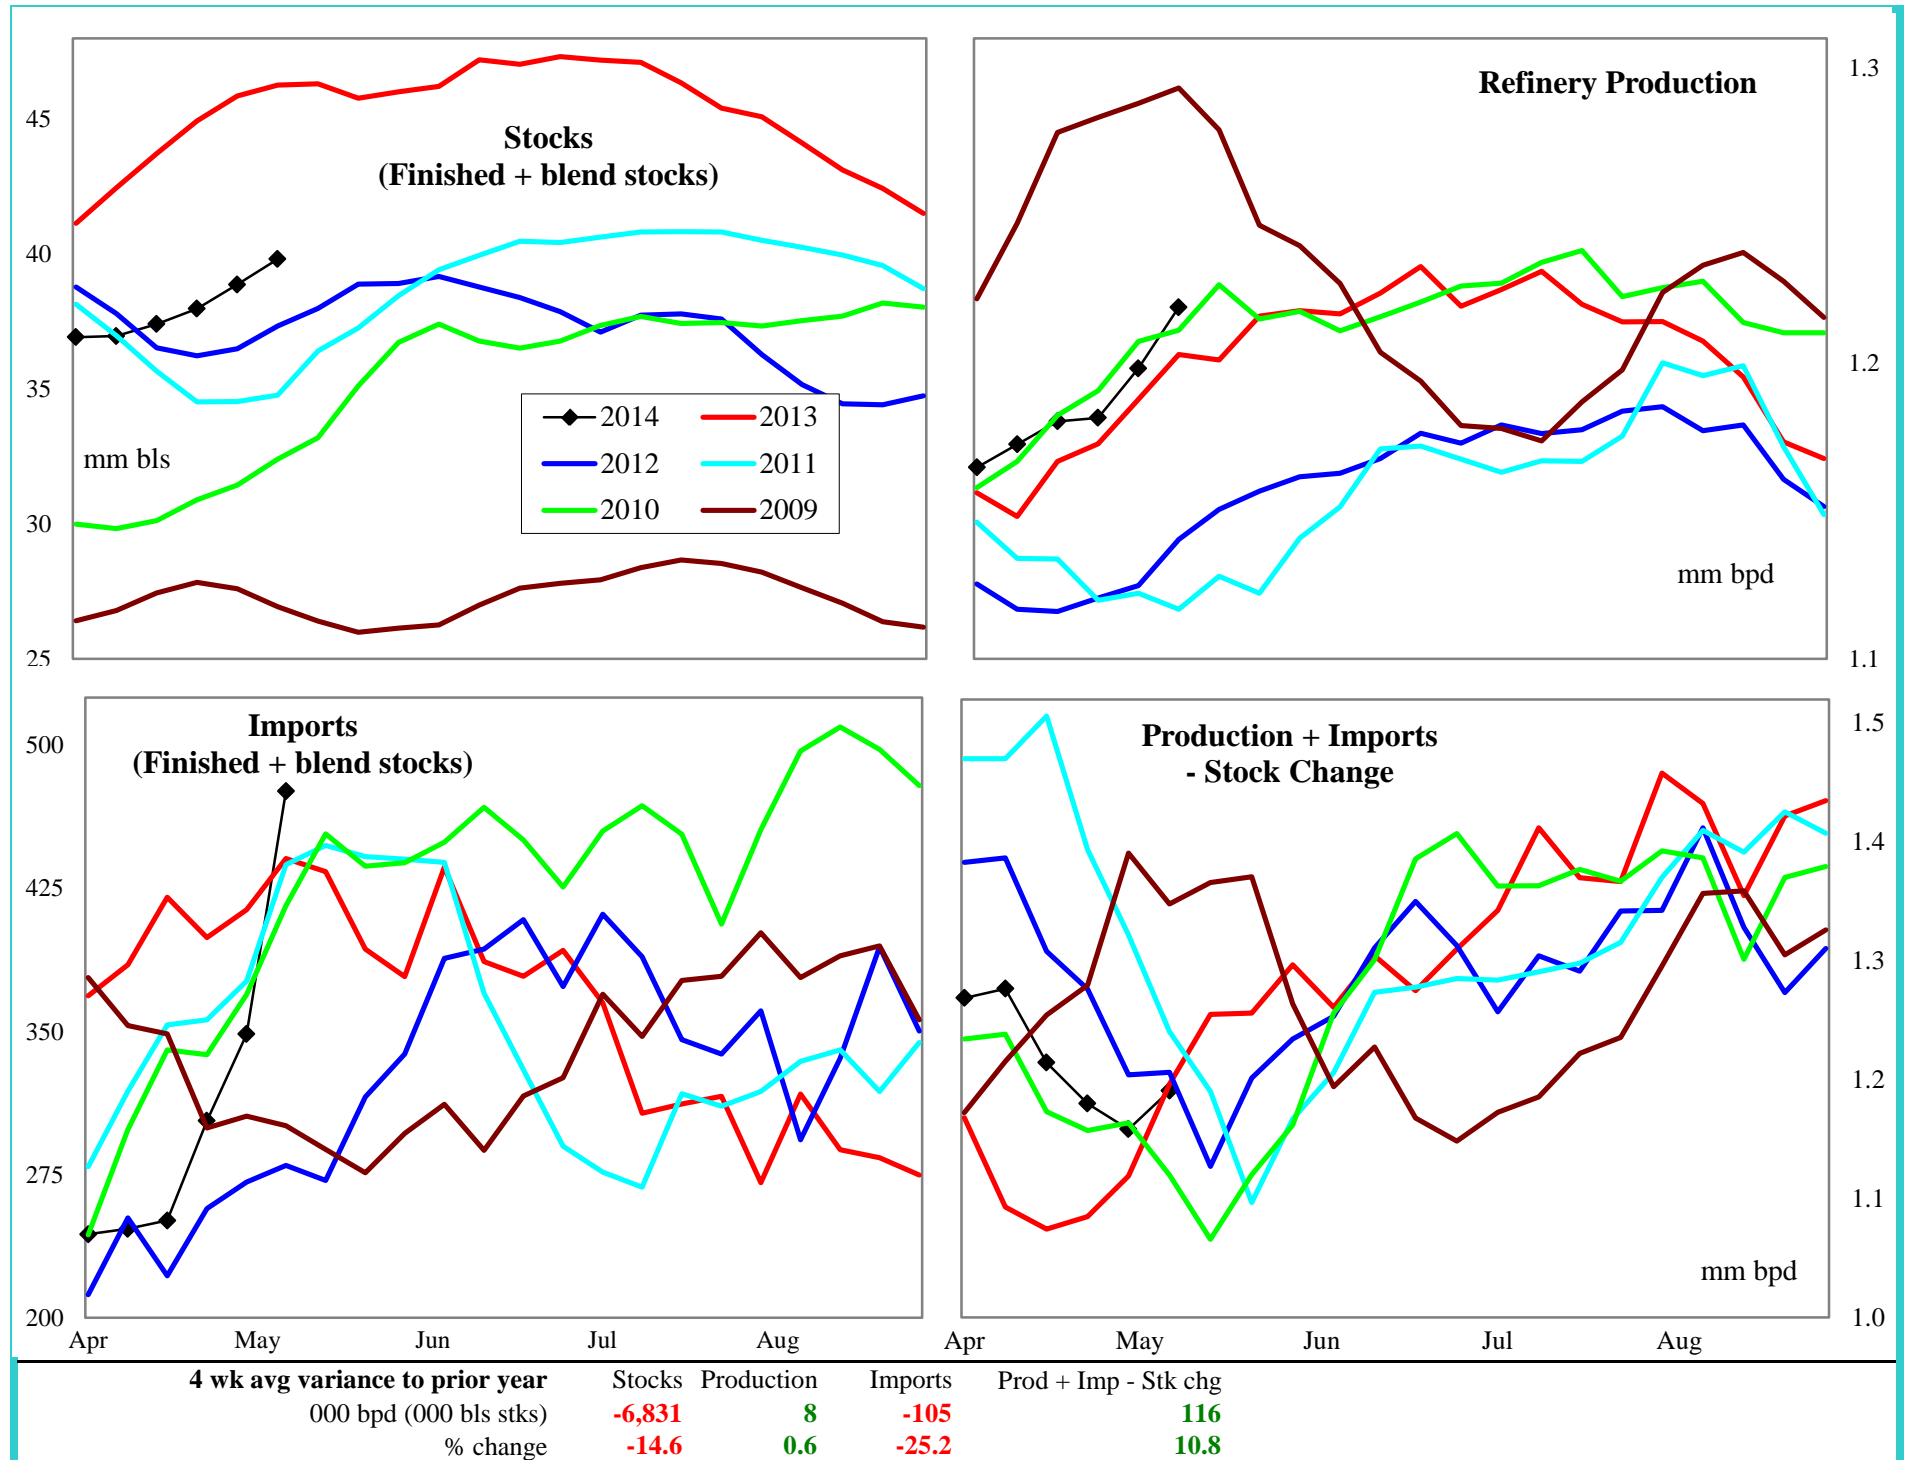 Stocks
(Finished + blend stocks)
45
40
35
30
25
mm bls
2014 2013
2012 2011
2010 2009
Refinery Production
1.3
1.2
1.1
mm bpd
Imports
(Finished + blend stocks)
500
425
350
275
200
Apr May Jun Jul Aug
Production + Imports
- Stock Change
1.5
1.4
1.3
1.2
1.1
1.0
mm bpd
Apr May Jun Jul Aug
4 wk avg variance to prior year Stocks Production Imports Prod + Imp - Stk chg
000 bpd (000 bls stks) -6,831 8 -105 116
% change -14.6 0.6 -25.2 10.8